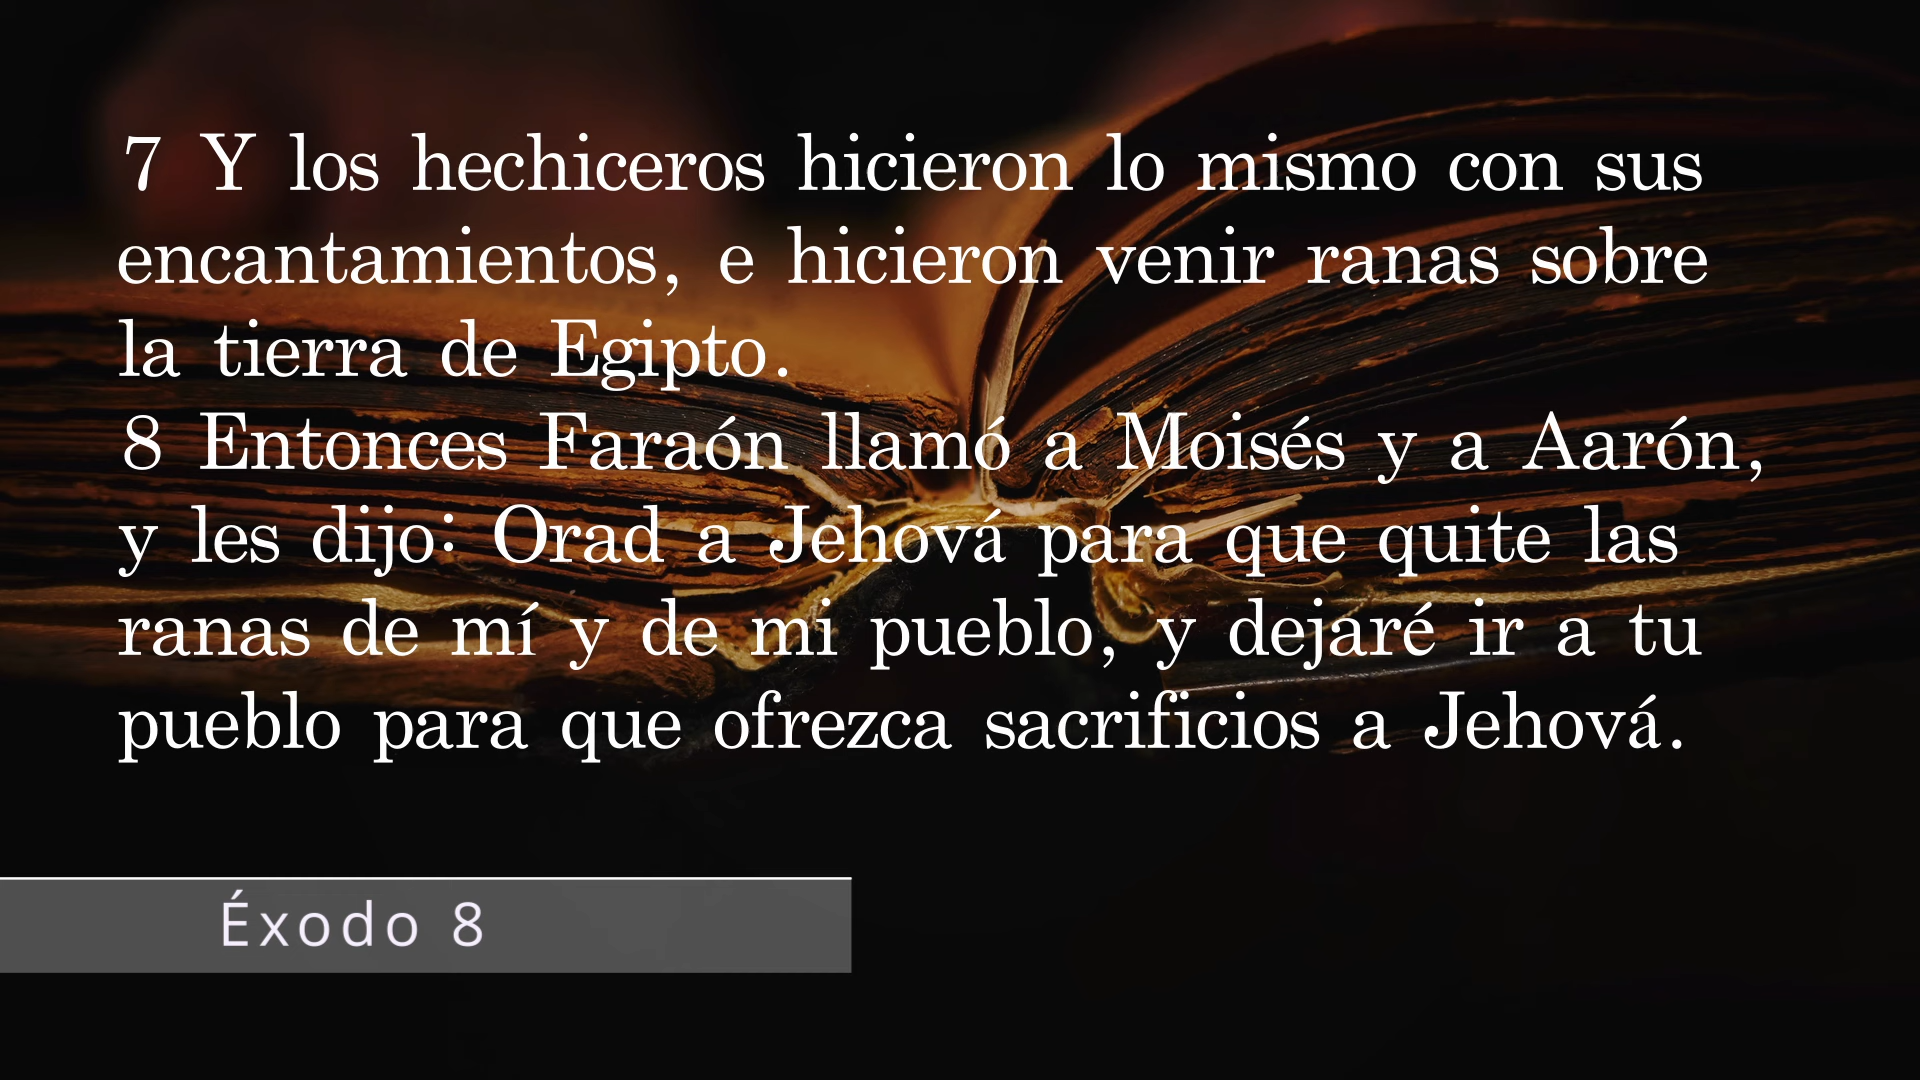 7 Y los hechiceros hicieron lo mismo con sus
encantamientos, e hicieron venir ranas sobre
la tierra de Egipto.
8 Entonces Faraón llamó a Moisés y a Aarón,
y les dijo: Orad a Jehová para que quite las
ranas de mí y de mi pueblo, y dejaré ir a tu
pueblo para que ofrezca sacrificios a Jehová.
Éxodo 8